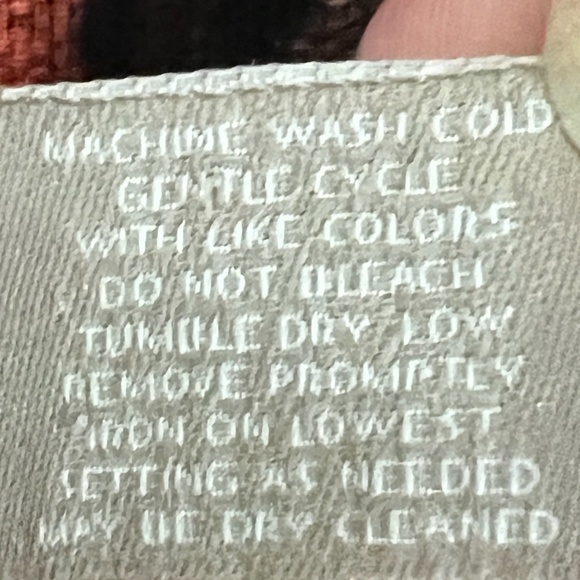 MACHINE WASH COLD
GENTLE CYCLE
WITH LIKE COLORS
DO NOT BLEACH
TUMBLE DRY LOW
REMOVE PROMPTLY
IRON ON LOWEST
SETTING AS NEEDED
MAY BE DRY CLEANED